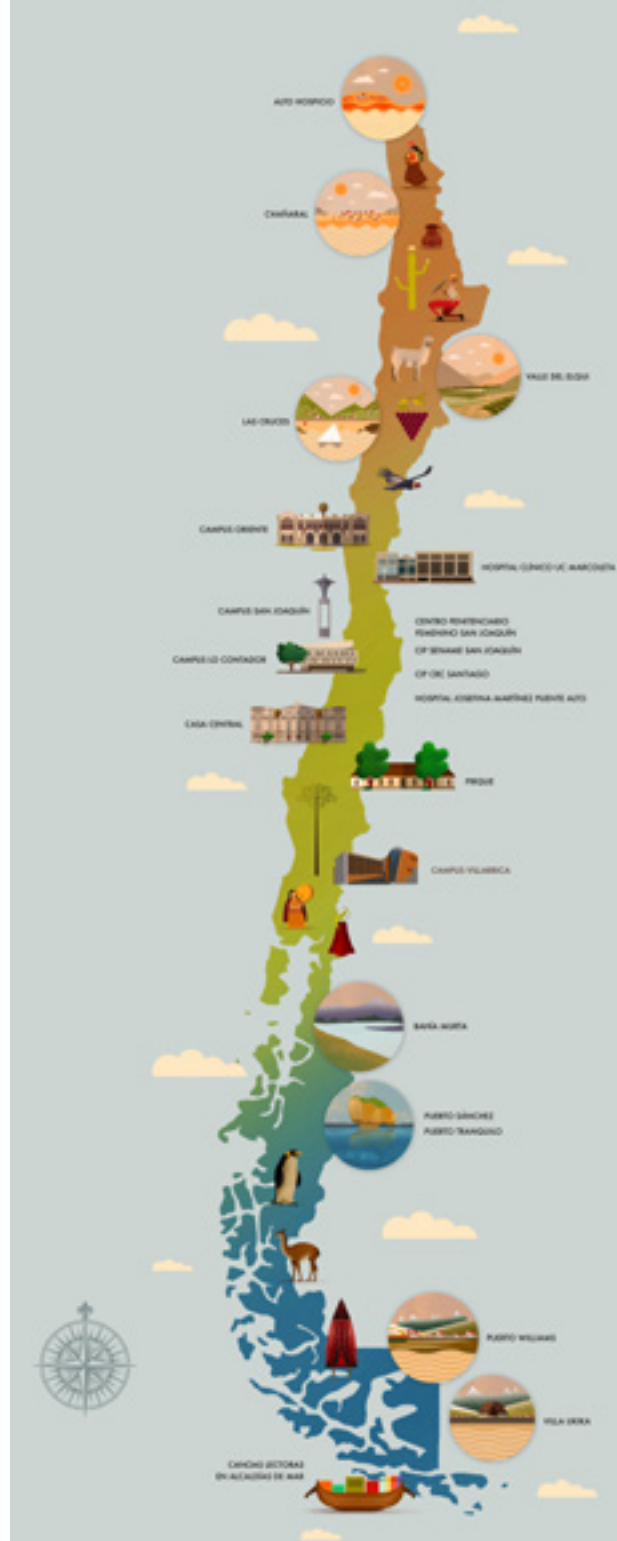 ALTO HOSPICIO
CHAÑARAL
VALLE DEL ELQUI
LAS CRUCES
CAMPUS ORIENTE
HOSPITAL CLÍNICO UC MARCOLETA
CAMPUS SAN JOAQUÍN
CENTRO PENITENCIARIO
FEMENINO SAN JOAQUÍN
CIP SENAME SAN JOAQUÍN
CAMPUS LO CONTADOR
CIP CRC SANTIAGO
HOSPITAL JOSEFINA MARTÍNEZ PUENTE ALTO
CASA CENTRAL
PIRQUE
CAMPUS VILLARRICA
BAHÍA MURTA
PUERTO SÁNCHEZ
PUERTO TRANQUILO
PUERTO WILLIAMS
VILLA UKIKA
CANOAS LECTORAS
EN ALCALDÍAS DE MAR